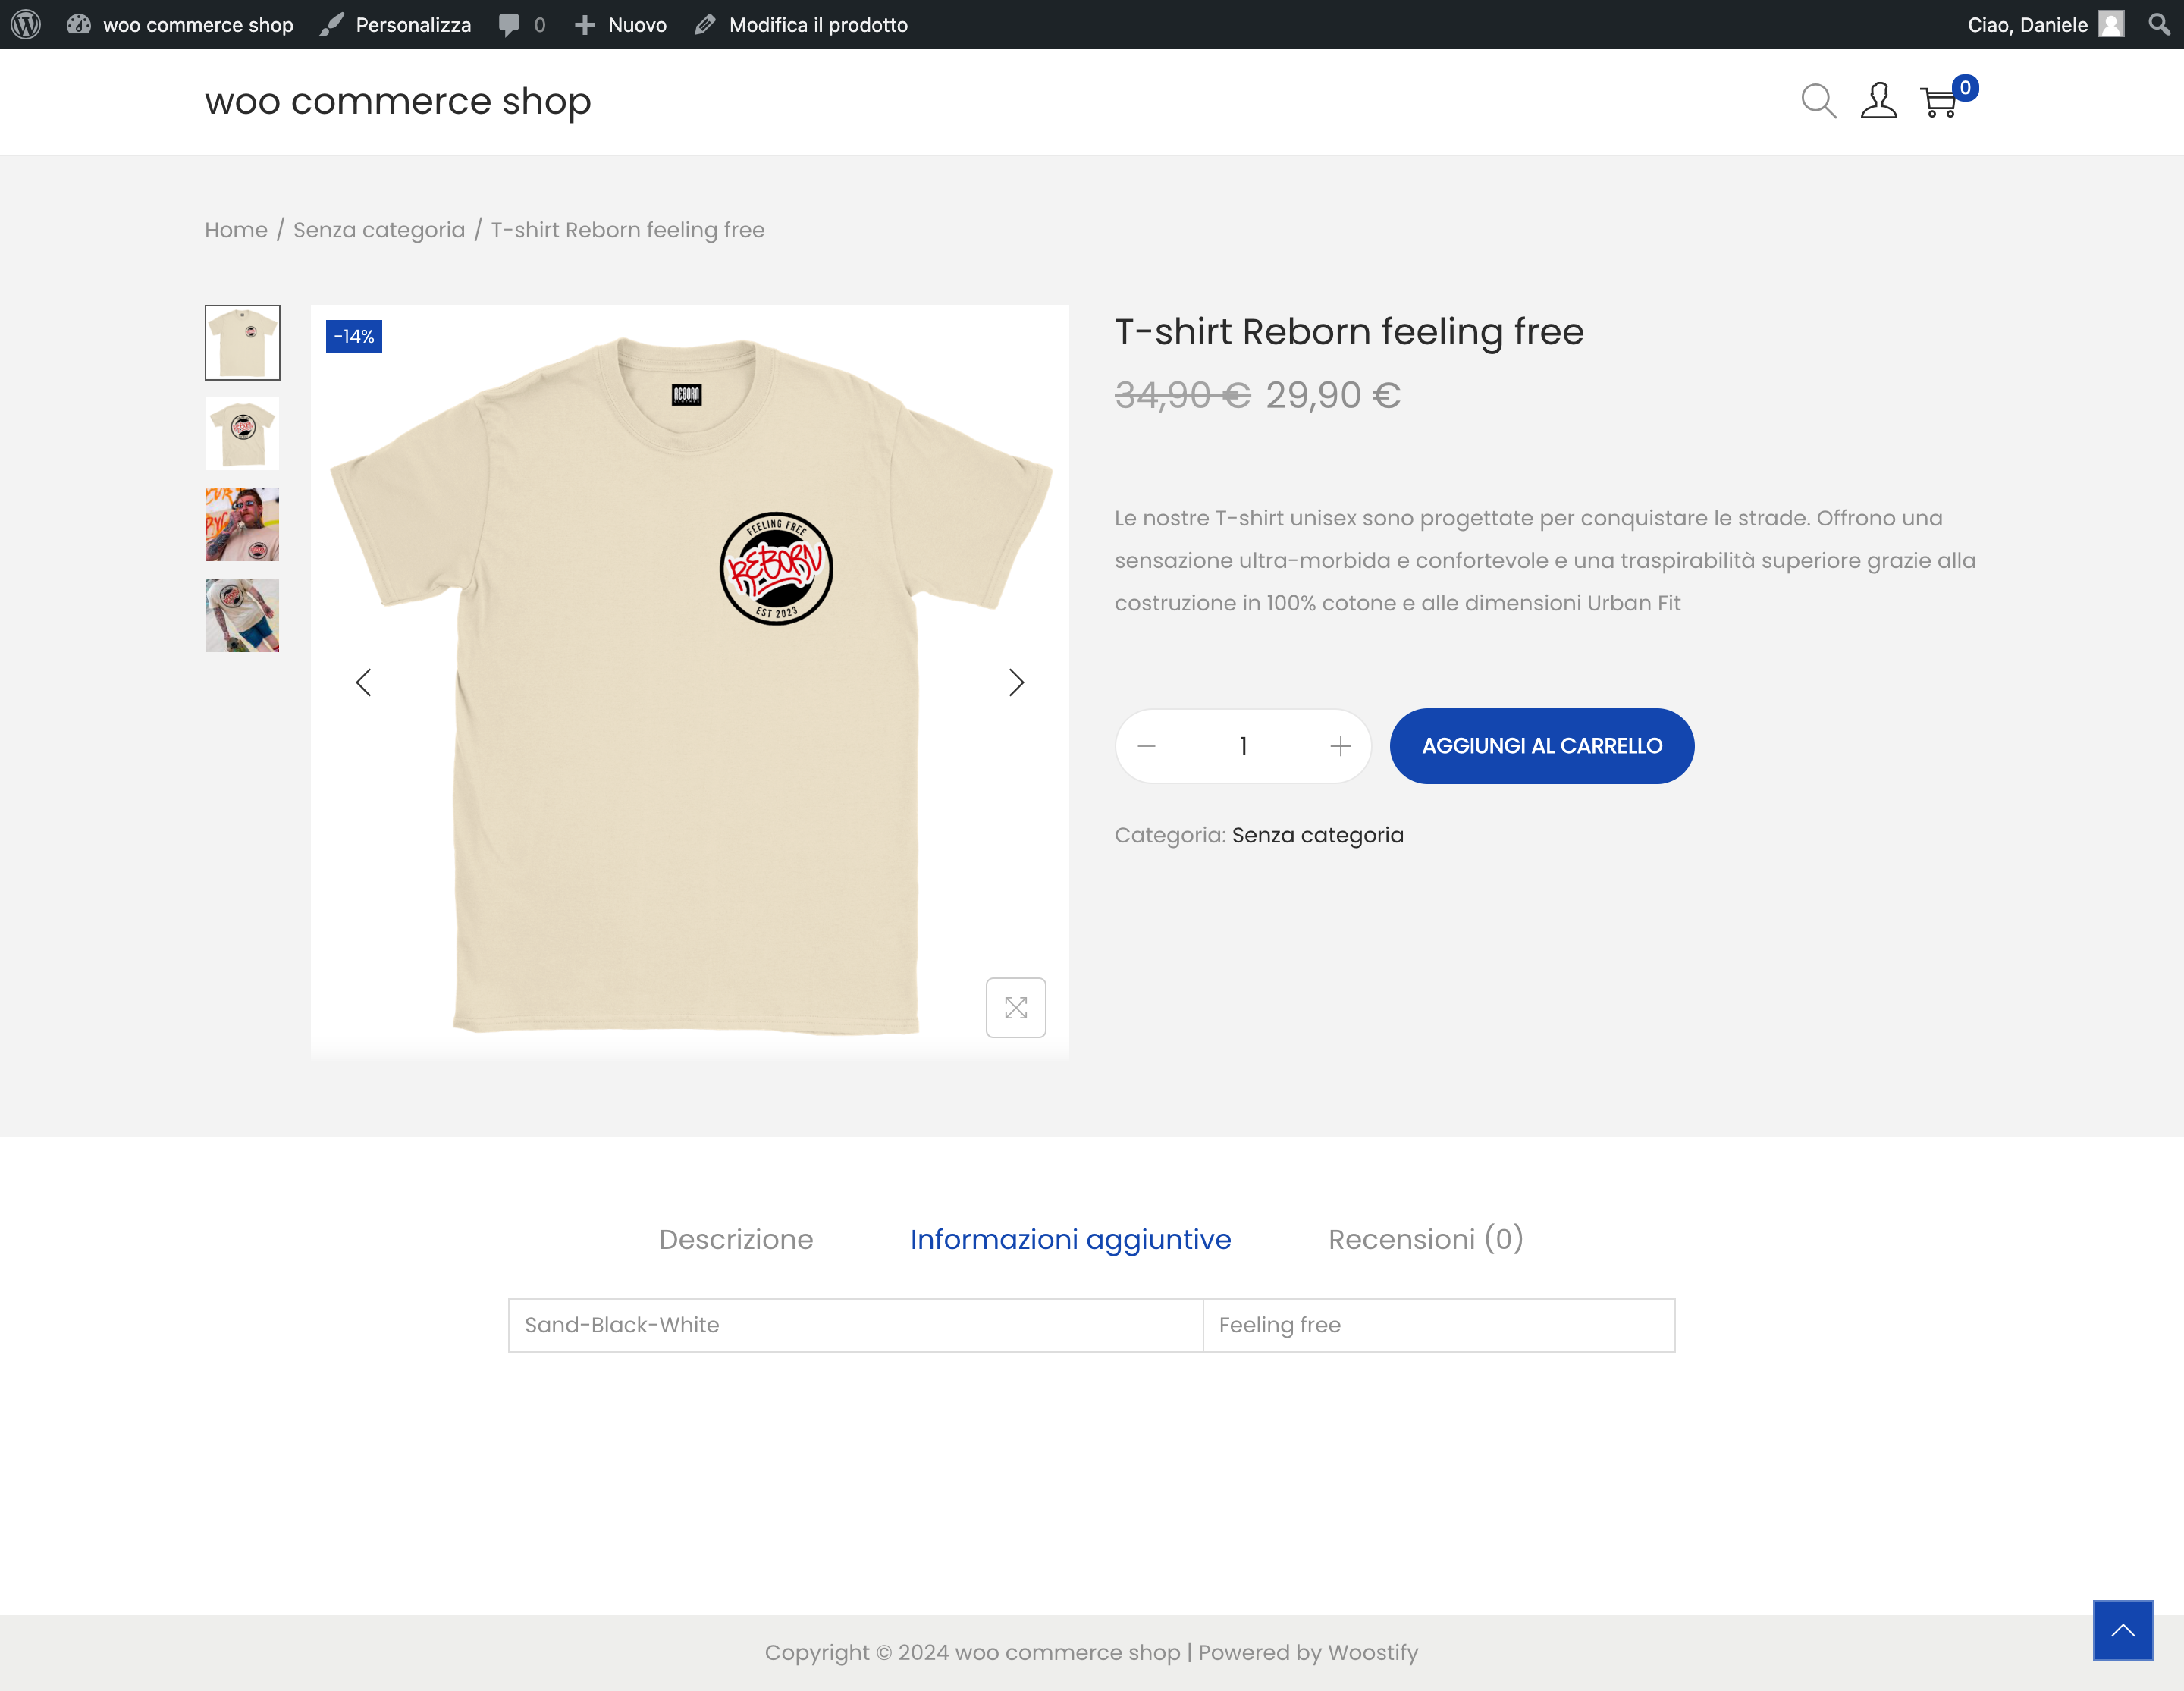 woo commerce shop Personalizza 0 Nuovo Modifica il prodotto Ciao, Daniele
woo commerce shop 0
Home / Senza categoria / T-shirt Reborn feeling free
-14%
REBORN
FEELING FREE
REBORN
EST 2023
T-shirt Reborn feeling free
34,90 € 29,90 €
Le nostre T-shirt unisex sono progettate per conquistare le strade. Offrono una
sensazione ultra-morbida e confortevole e una traspirabilità superiore grazie alla
costruzione in 100% cotone e alle dimensioni Urban Fit
1 AGGIUNGI AL CARRELLO
Categoria: Senza categoria
Descrizione Informazioni aggiuntive Recensioni (0)
Sand-Black-White Feeling free
Copyright © 2024 woo commerce shop | Powered by Woostify